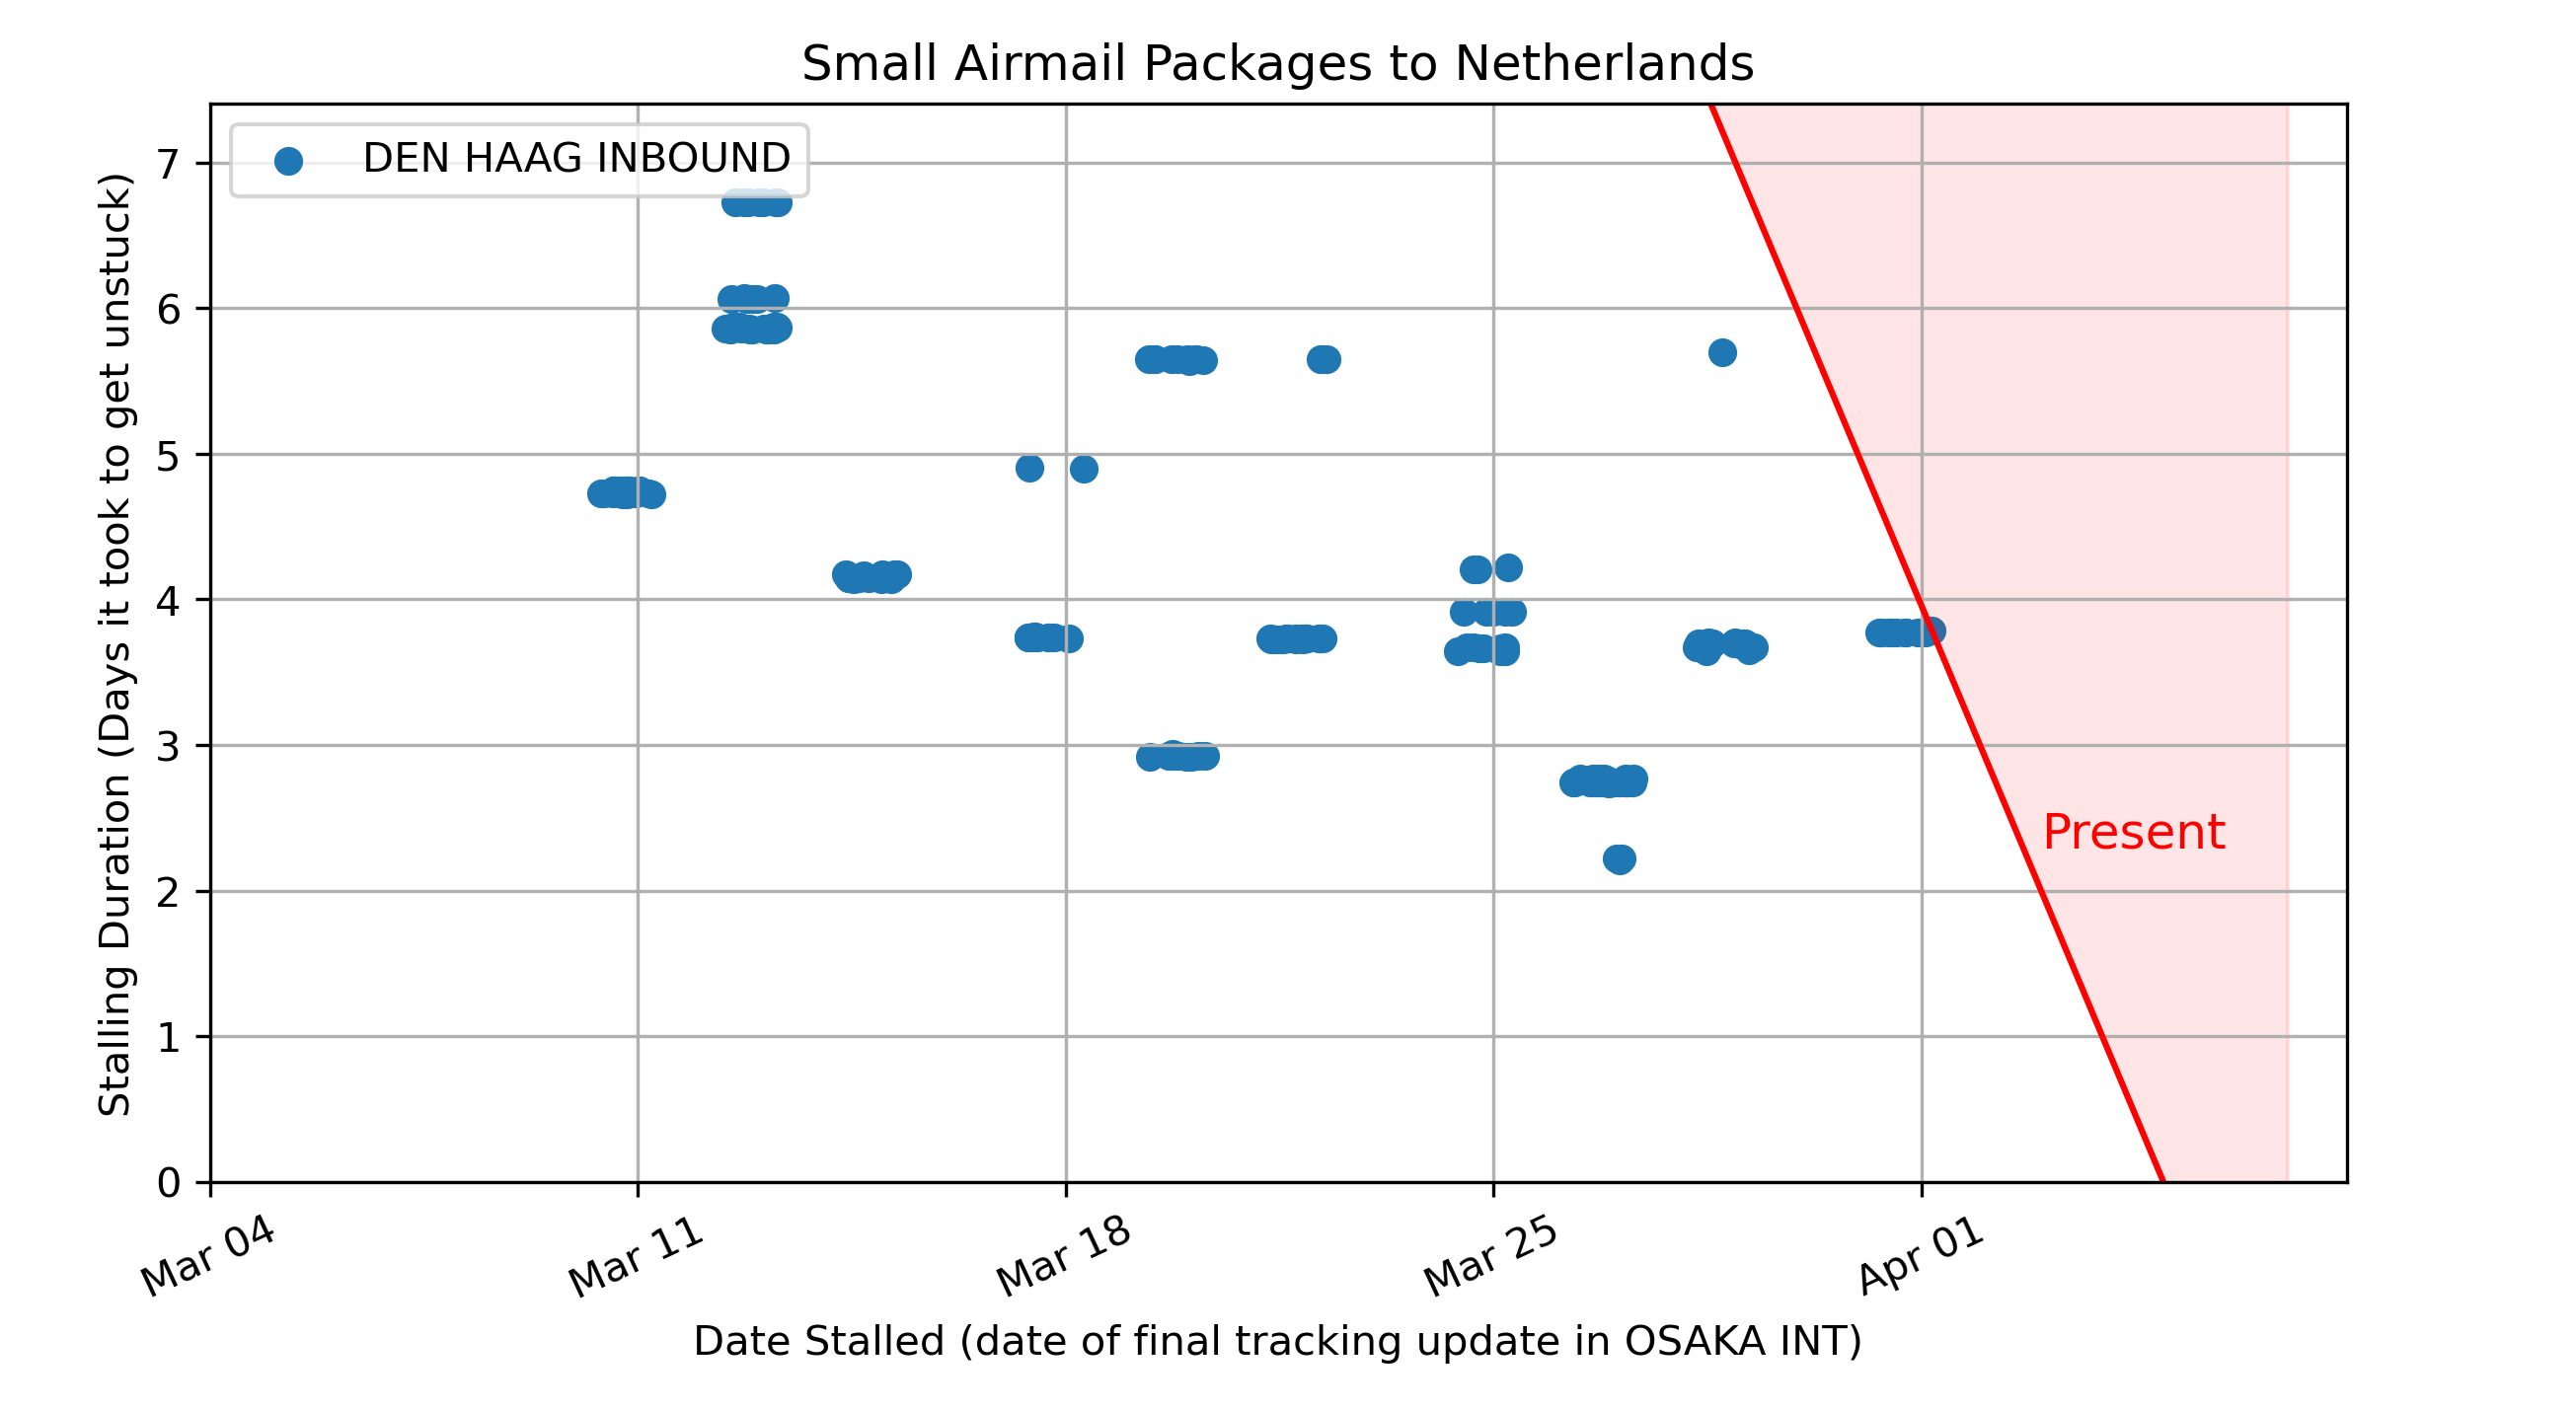 Small Airmail Packages to Netherlands
DEN HAAG INBOUND
Stalling Duration (Days it took to get unstuck)
7
6
5
4
3
2
1
0
Present
Mar 04
Mar 11
Mar 18
Mar 25
Apr 01
Date Stalled (date of final tracking update in OSAKA INT)